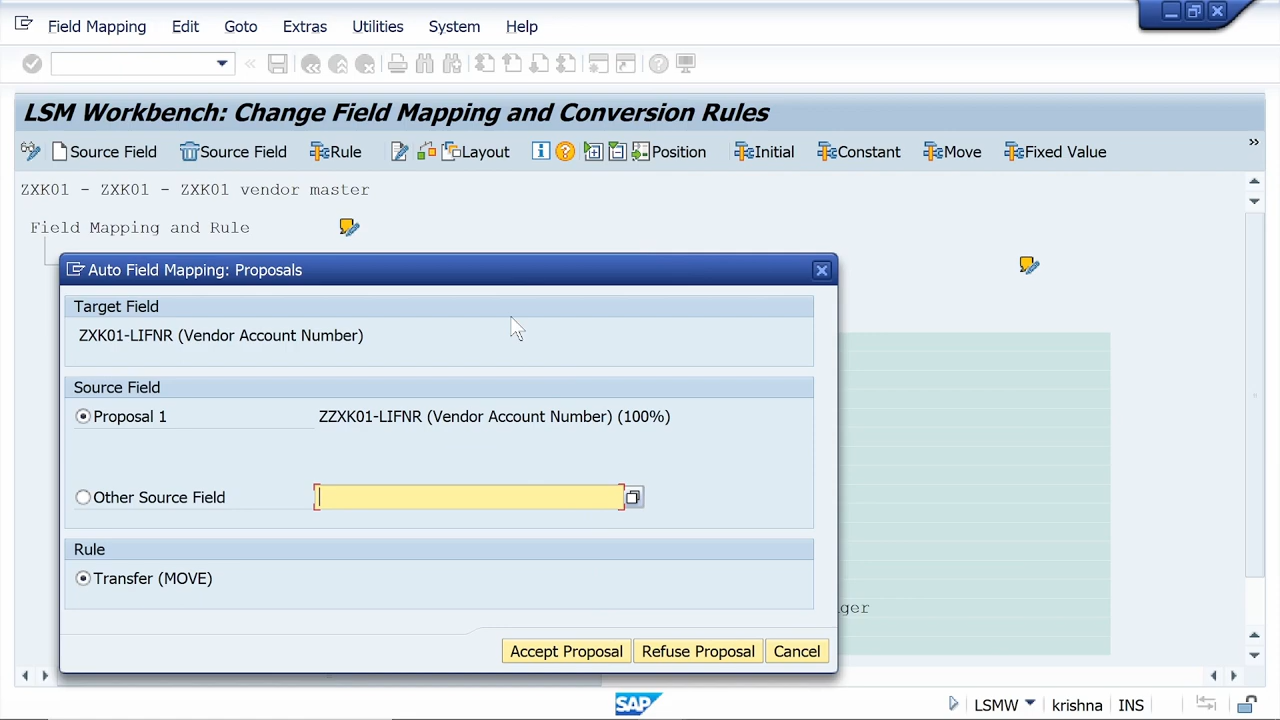 Field Mapping Edit Goto Extras Utilities System Help
LSM Workbench: Change Field Mapping and Conversion Rules
Source Field Source Field Rule Layout Position Initial Constant Move Fixed Value »
ZXK01 - ZXK01 - ZXK01 vendor master
Field Mapping and Rule
Auto Field Mapping: Proposals
Target Field
ZXK01-LIFNR (Vendor Account Number)
Source Field
Proposal 1 ZZXK01-LIFNR (Vendor Account Number) (100%)
Other Source Field
Rule
Transfer (MOVE)
ger
Accept Proposal Refuse Proposal Cancel
SAP LSMW krishna INS